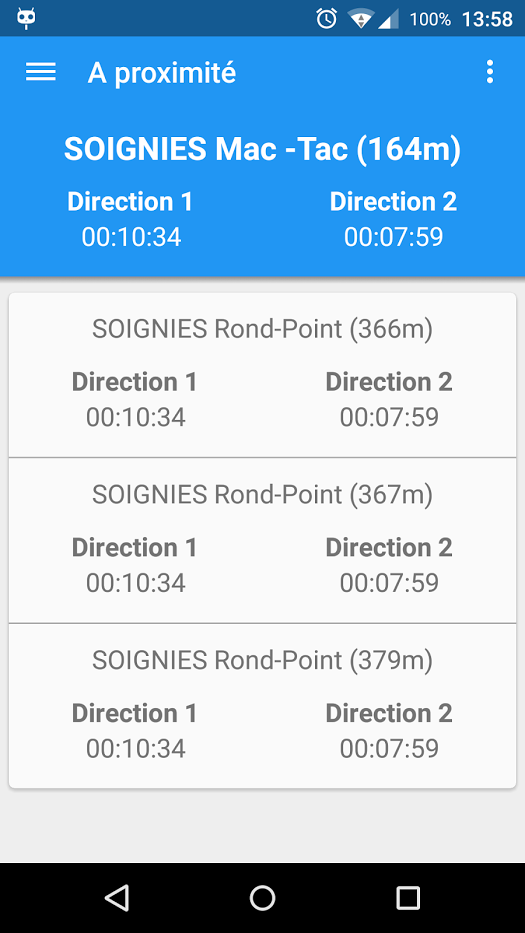 100% 13:58
A proximité
SOIGNIES Mac -Tac (164m)
Direction 1 Direction 2
00:10:34 00:07:59
SOIGNIES Rond-Point (366m)
Direction 1 Direction 2
00:10:34 00:07:59
SOIGNIES Rond-Point (367m)
Direction 1 Direction 2
00:10:34 00:07:59
SOIGNIES Rond-Point (379m)
Direction 1 Direction 2
00:10:34 00:07:59